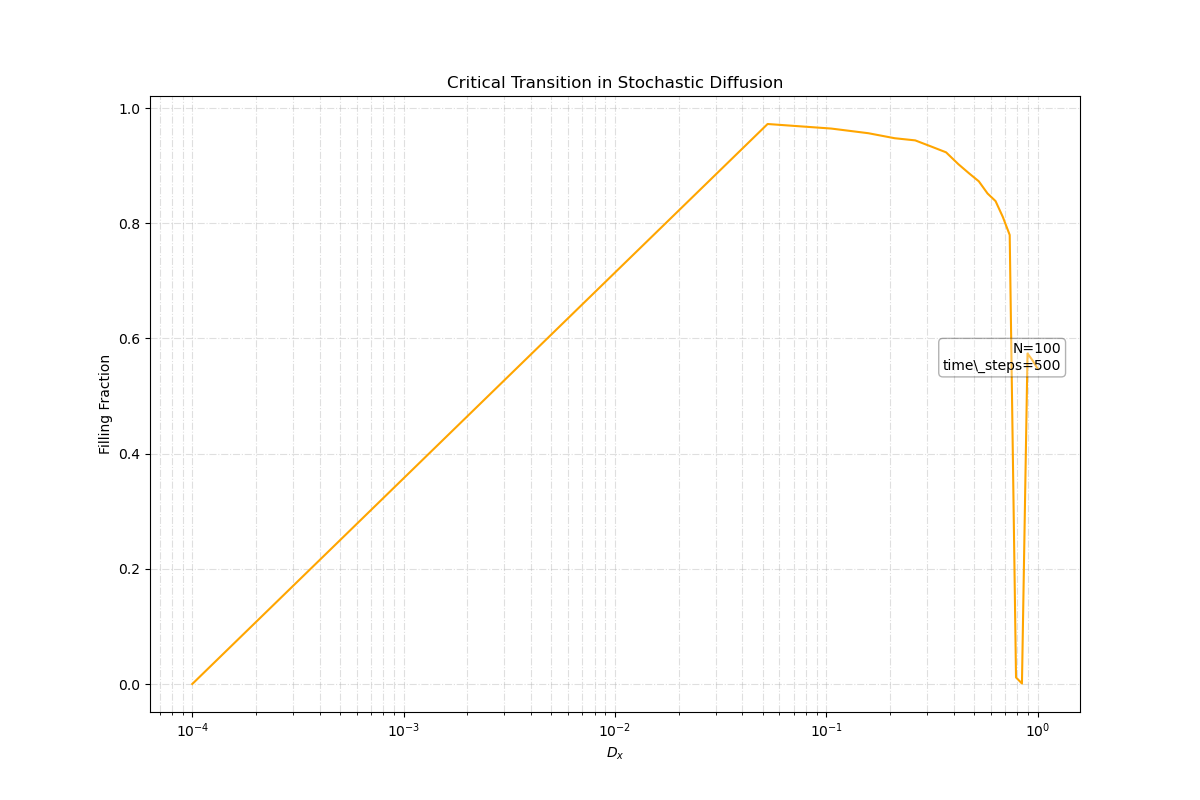 Critical Transition in Stochastic Diffusion
1.0
0.8
0.6
0.4
0.2
0.0
Filling Fraction
N=100
time\_steps=500
10⁻⁴
10⁻³
10⁻²
10⁻¹
10⁰
Dₓ